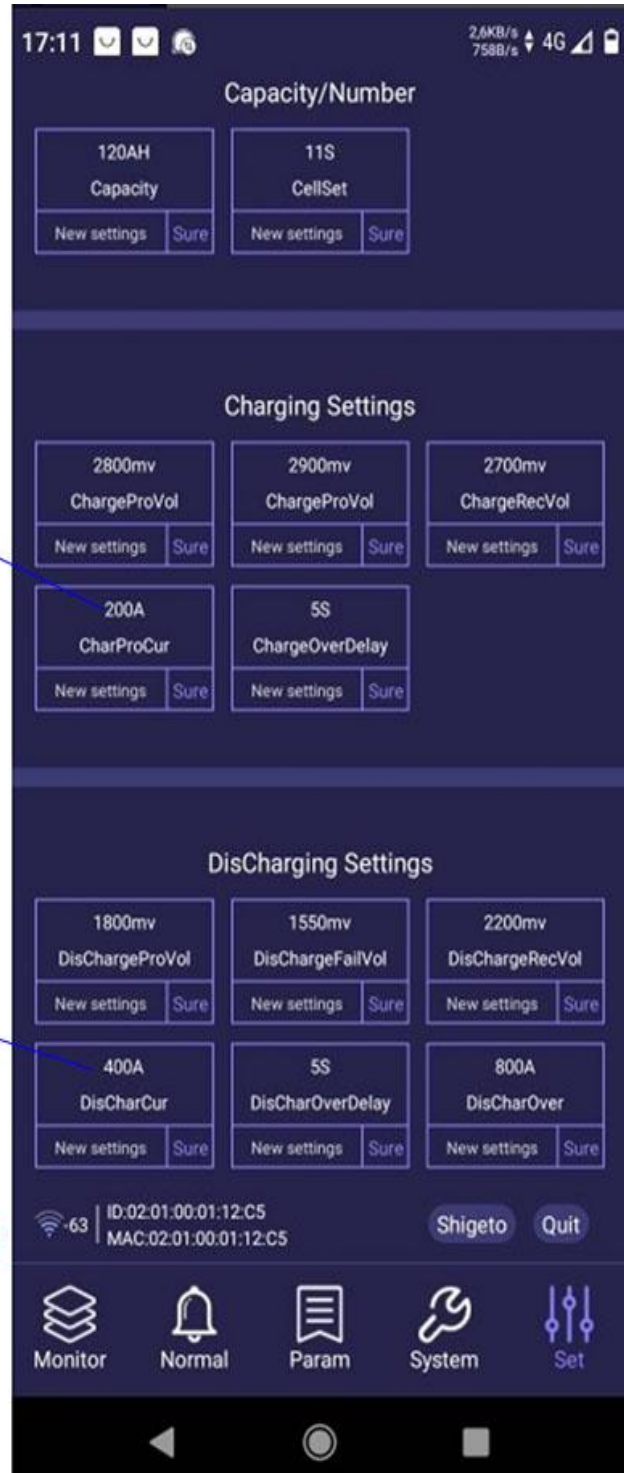 17:11
2,6KB/s
758B/s
4G
Capacity/Number
120AH 11S
Capacity CellSet
New settings Sure New settings Sure
Charging Settings
2800mv 2900mv 2700mv
ChargeProVol ChargeProVol ChargeRecVol
New settings Sure New settings Sure New settings Sure
200A 5S
CharProCur ChargeOverDelay
New settings Sure New settings Sure
DisCharging Settings
1800mv 1550mv 2200mv
DisChargeProVol DisChargeFailVol DisChargeRecVol
New settings Sure New settings Sure New settings Sure
400A 5S 800A
DisCharCur DisCharOverDelay DisCharOver
New settings Sure New settings Sure New settings Sure
-63 ID:02:01:00:01:12:C5
MAC:02:01:00:01:12:C5
Shigeto Quit
Monitor Normal Param System Set